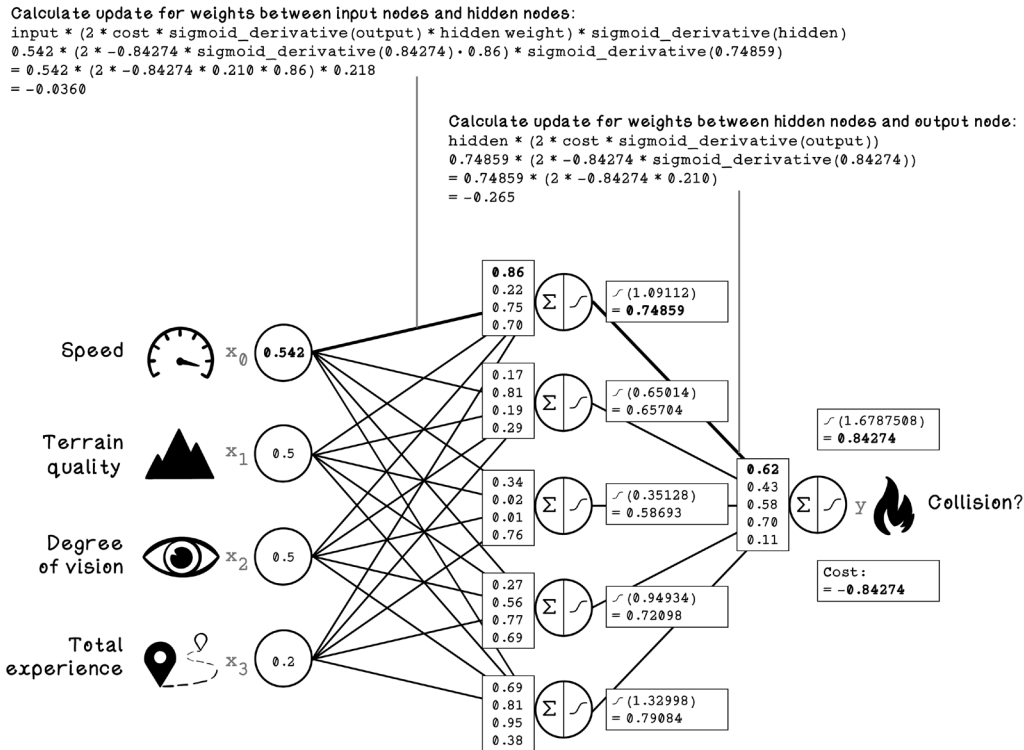 Calculate update for weights between input nodes and hidden nodes:
input * (2 * cost * sigmoid_derivative(output) * hidden weight) * sigmoid_derivative(hidden)
0.542 * (2 * -0.84274 * sigmoid_derivative(0.84274) · 0.86) * sigmoid_derivative(0.74859)
= 0.542 * (2 * -0.84274 * 0.210 * 0.86) * 0.218
= -0.0360
Calculate update for weights between hidden nodes and output node:
hidden * (2 * cost * sigmoid_derivative(output))
0.74859 * (2 * -0.84274 * sigmoid_derivative(0.84274))
= 0.74859 * (2 * -0.84274 * 0.210)
= -0.265
Speed
x0
0.542
Terrain
quality
x1
0.5
Degree
of vision
x2
0.5
Total
experience
x3
0.2
0.86
0.22
0.75
0.70
Σ
(1.09112)
= 0.74859
0.17
0.81
0.19
0.29
Σ
(0.65014)
= 0.65704
0.34
0.02
0.01
0.76
Σ
(0.35128)
= 0.58693
0.27
0.56
0.77
0.69
Σ
(0.94934)
= 0.72098
0.69
0.81
0.95
0.38
Σ
(1.32998)
= 0.79084
0.62
0.43
0.58
0.70
0.11
Σ
(1.6787508)
= 0.84274
y
Collision?
Cost:
= -0.84274